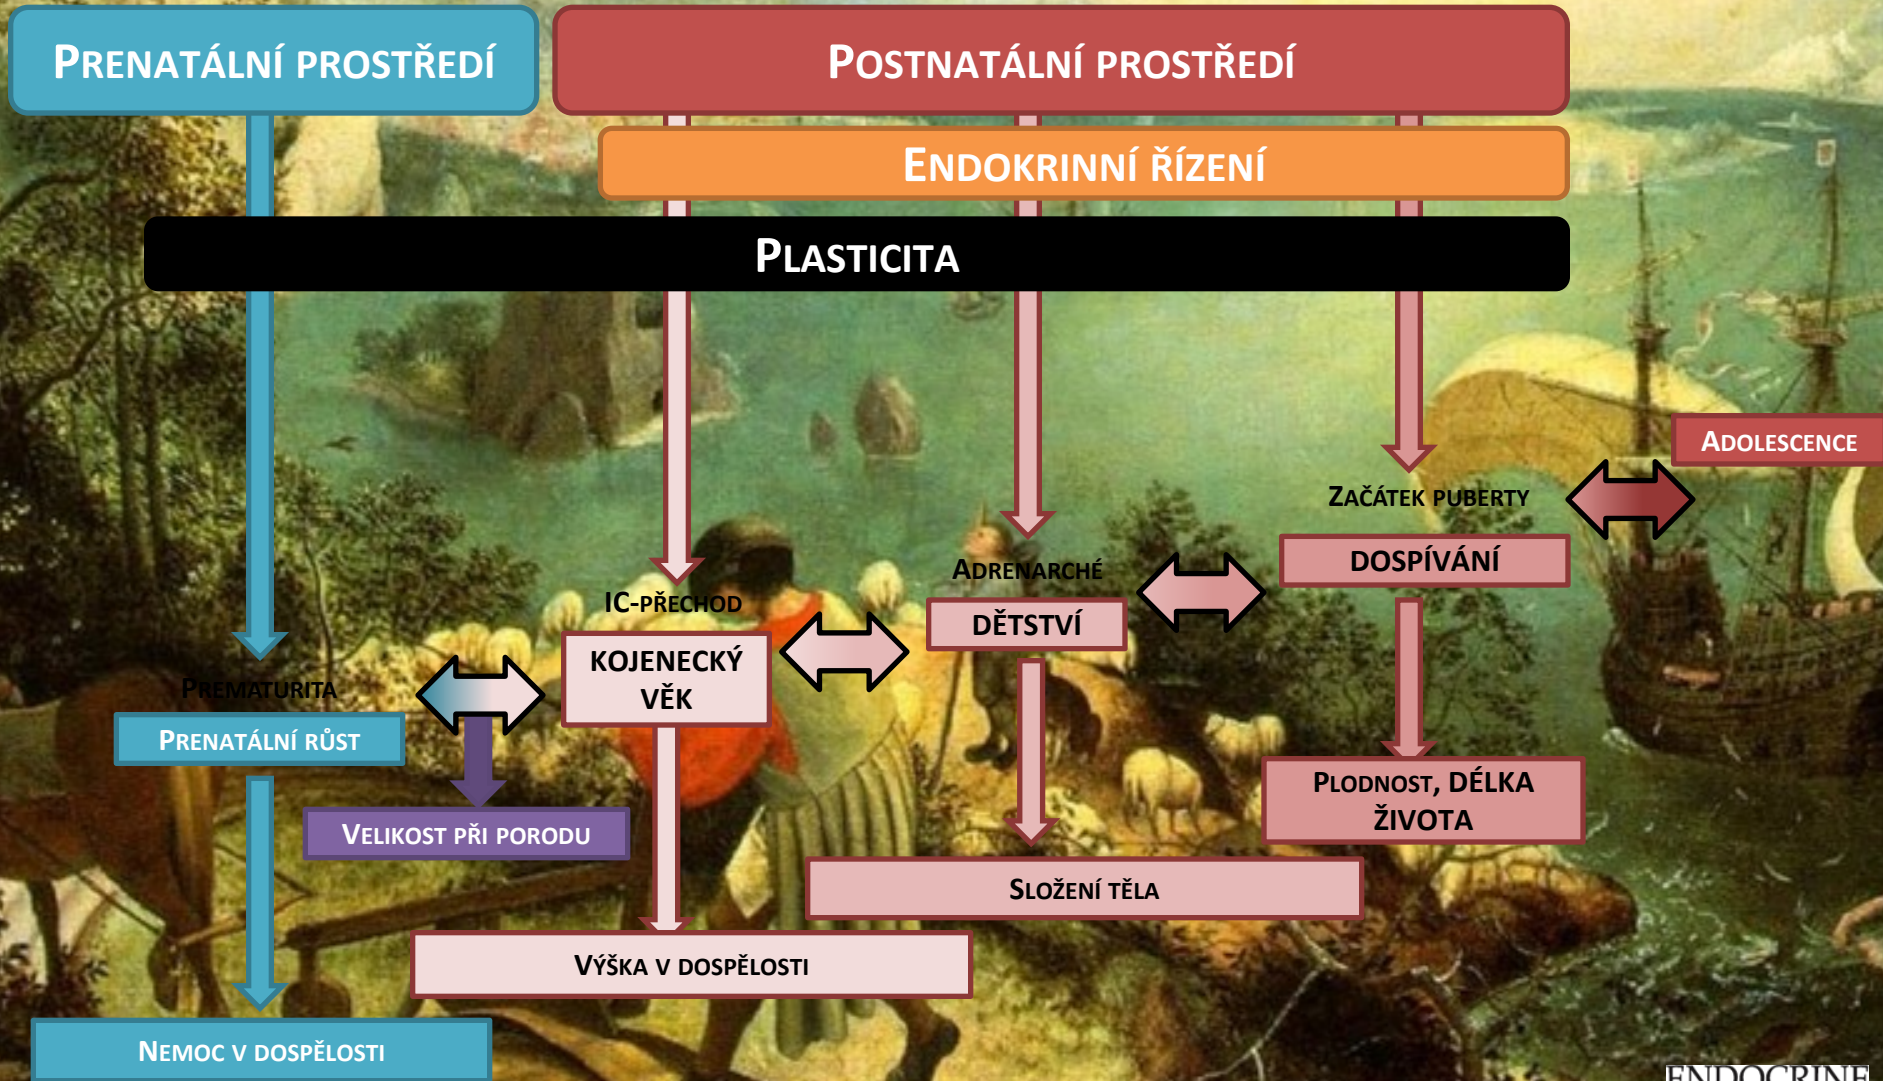 PRENATÁLNÍ PROSTŘEDÍ
POSTNATÁLNÍ PROSTŘEDÍ
ENDOKRINNÍ ŘÍZENÍ
PLASTICITA
ADOLESCENCE
ZAČÁTEK PUBERTY
DOSPÍVÁNÍ
ADRENARCHÉ
DĚTSTVÍ
IC-PŘECHOD
KOJENECKÝ
VĚK
PREMATURITA
PRENATÁLNÍ RŮST
PLODNOST, DÉLKA
ŽIVOTA
VELIKOST PŘI PORODU
SLOŽENÍ TĚLA
VÝŠKA V DOSPĚLOSTI
NEMOC V DOSPĚLOSTI
ENDOCRINE